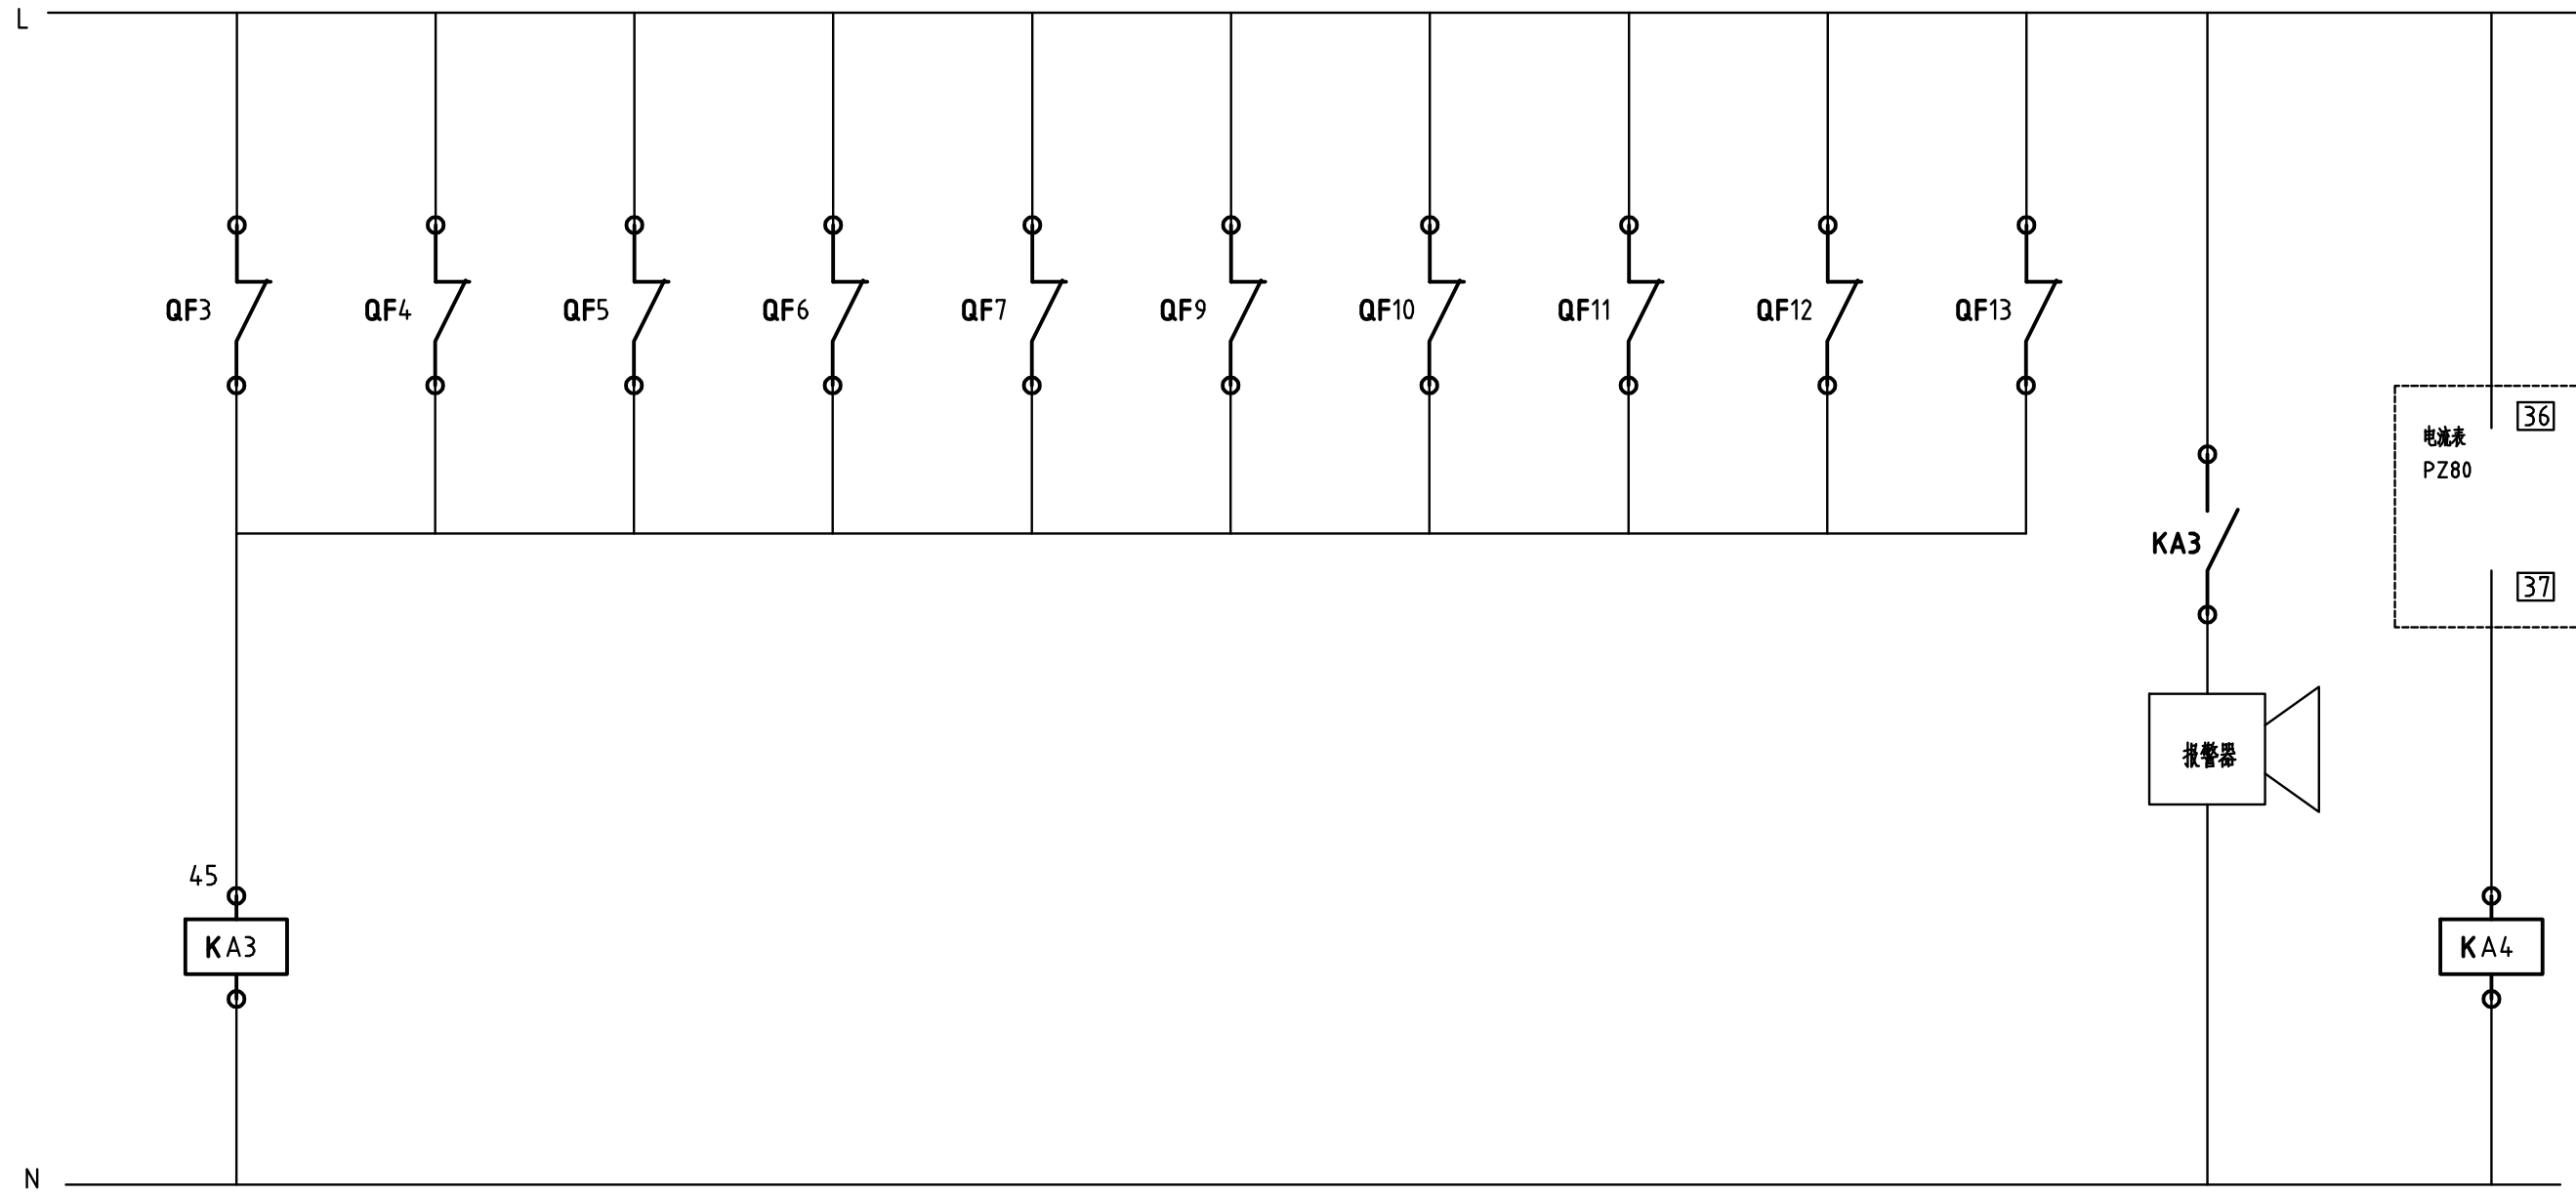 L
QF3 QF4 QF5 QF6 QF7 QF9 QF10 QF11 QF12 QF13
36
电流表
PZ80
KA3
37
报警器
45
KA3
KA4
N